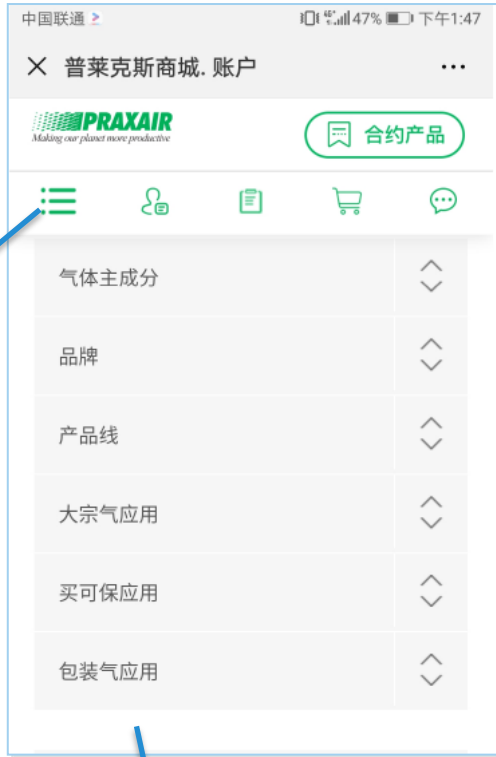 中国联通 47% 下午1:47
普莱克斯商城. 账户
PRAXAIR
Making our planet more productive
合约产品
气体主成分
品牌
产品线
大宗气应用
买可保应用
包装气应用